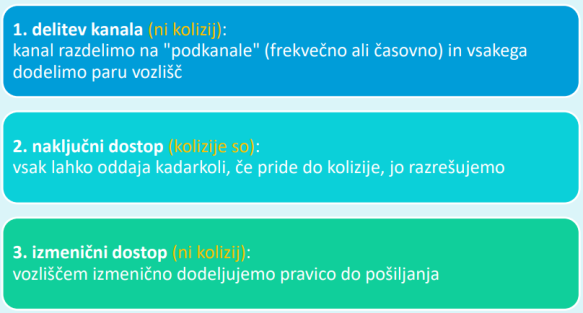 1. delitev kanala (ni kolizij):
kanal razdelimo na "podkanale" (frekvečno ali časovno) in vsakega
dodelimo paru vozlišč
2. naključni dostop (kolizije so):
vsak lahko oddaja kadarkoli, če pride do kolizije, jo razrešujemo
3. izmenični dostop (ni kolizij):
vozliščem izmenično dodeljujemo pravico do pošiljanja